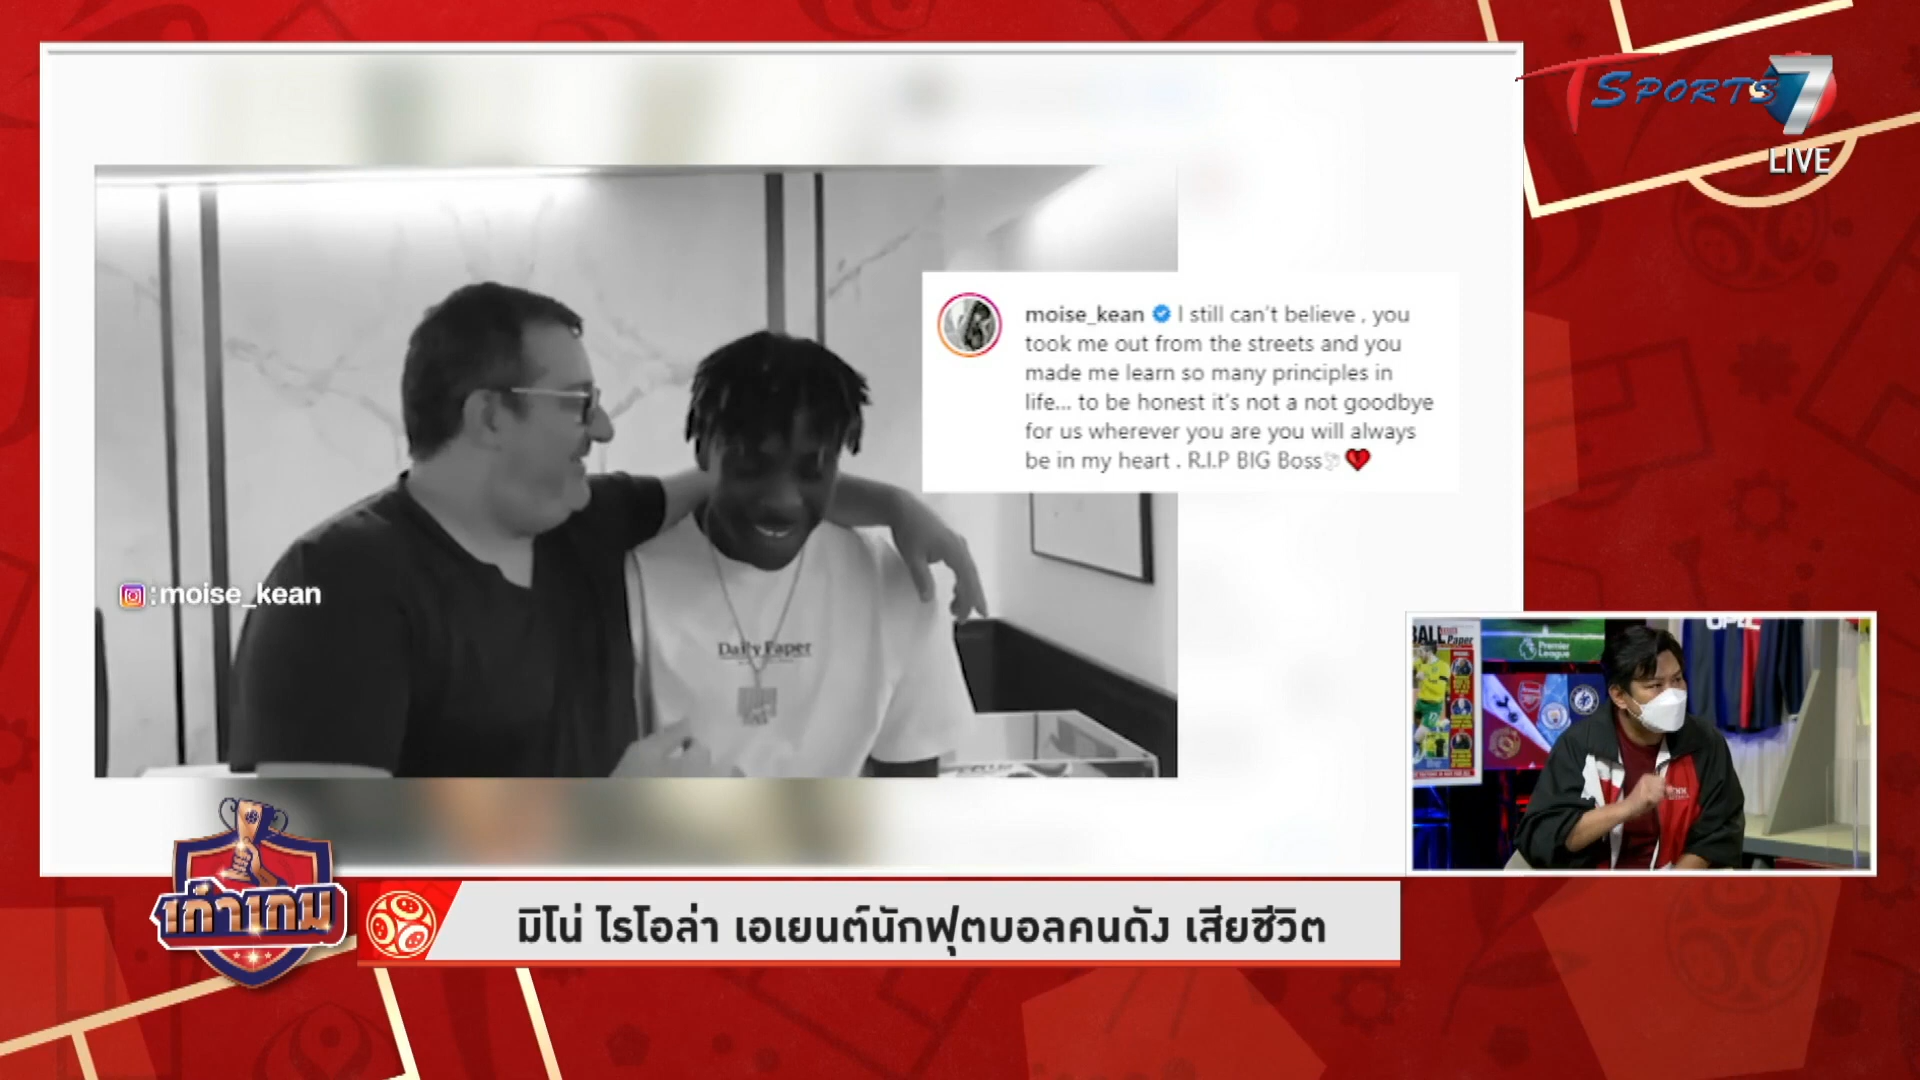 T SPORTS 7
LIVE
moise_kean I still can't believe , you
took me out from the streets and you
made me learn so many principles in
life... to be honest it's not a not goodbye
for us wherever you are you will always
be in my heart . R.I.P BIG Boss
:moise_kean
Daily Paper
BALL
Paper
Premier
League
เก๋าเกม
มิโน่ ไรโอล่า เอเยนต์นักฟุตบอลคนดัง เสียชีวิต